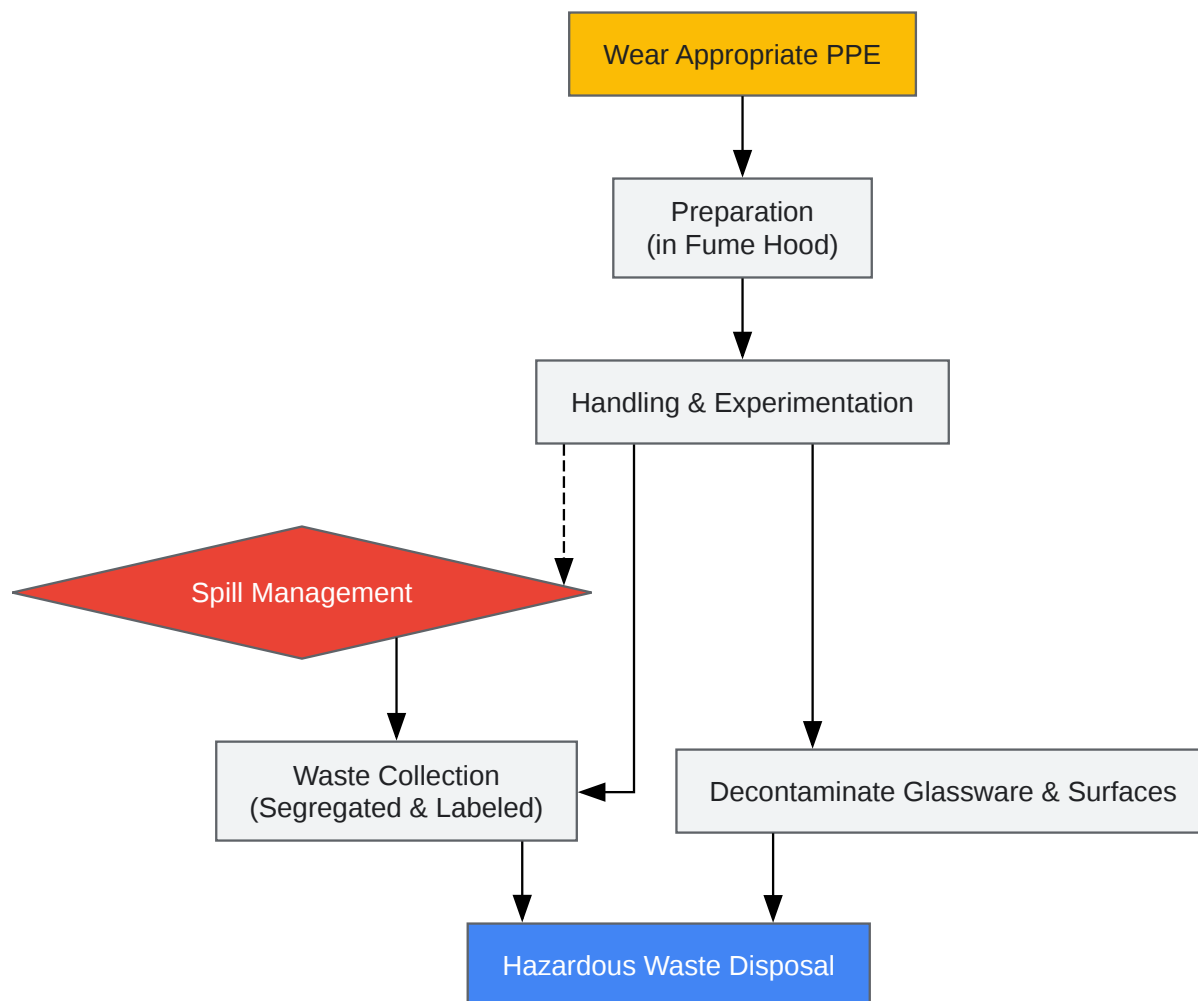 Wear Appropriate PPE
Preparation
(in Fume Hood)
Handling & Experimentation
Spill Management
Waste Collection
(Segregated & Labeled)
Decontaminate Glassware & Surfaces
Hazardous Waste Disposal